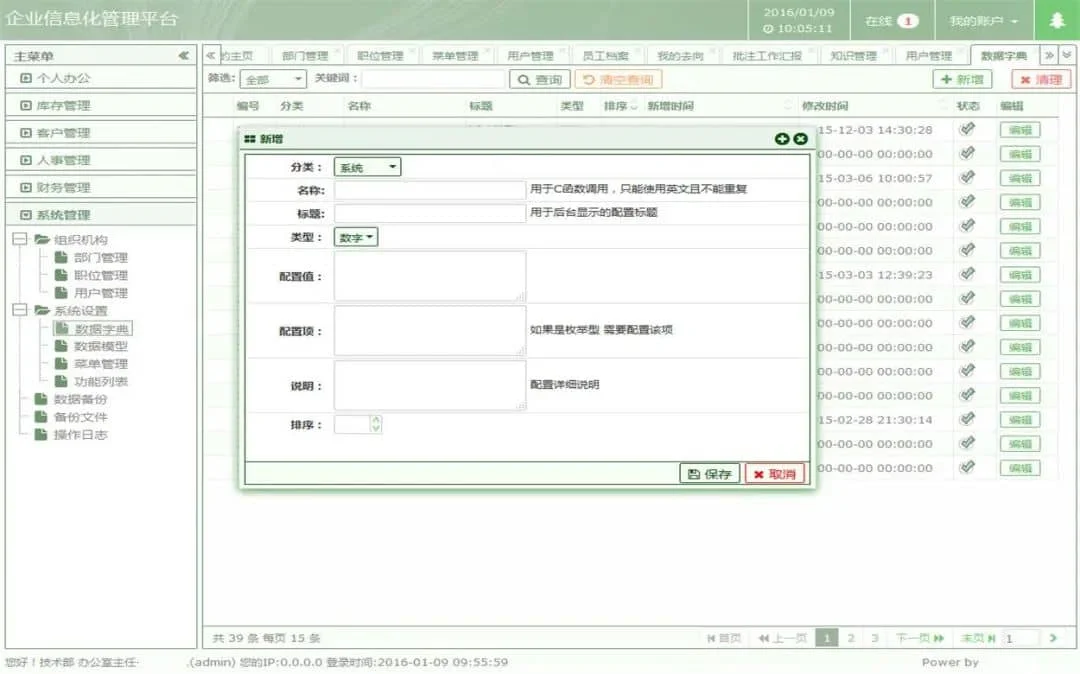 企业信息化管理平台
2016/01/09
10:05:11
在线 1
我的账户
主菜单
的主页 部门管理 职位管理 菜单管理 用户管理 员工档案 我的去向 批注工作汇报 知识管理 用户管理 数据字典
筛选: 全部 关键词: 查询 清空查询 新增 清理
编号 分类 名称 标题 类型 排序 新增时间 修改时间 状态 编辑
个人办公
库存管理
客户管理
人事管理
财务管理
系统管理
组织机构
部门管理
职位管理
用户管理
系统设置
数据字典
数据模型
菜单管理
功能列表
数据备份
备份文件
操作日志
新增
分类: 系统
名称: 用于C函数调用，只能使用英文且不能重复
标题: 用于后台显示的配置标题
类型: 数字
配置值:
配置顶: 如果是枚举型 需要配置该项
说明: 配置详细说明
排序:
保存 取消
15-12-03 14:30:28 编辑
00-00-00 00:00:00 编辑
15-03-06 10:00:57 编辑
00-00-00 00:00:00 编辑
00-00-00 00:00:00 编辑
00-00-00 00:00:00 编辑
15-03-03 12:39:23 编辑
00-00-00 00:00:00 编辑
00-00-00 00:00:00 编辑
00-00-00 00:00:00 编辑
00-00-00 00:00:00 编辑
00-00-00 00:00:00 编辑
15-02-28 21:30:14 编辑
00-00-00 00:00:00 编辑
00-00-00 00:00:00 编辑
共 39 条 每页 15 条
首页 上一页 1 2 3 下一页 末页 1
您好！技术部 办公室主任· .(admin) 您的IP:0.0.0.0 登录时间:2016-01-09 09:55:59
Power by